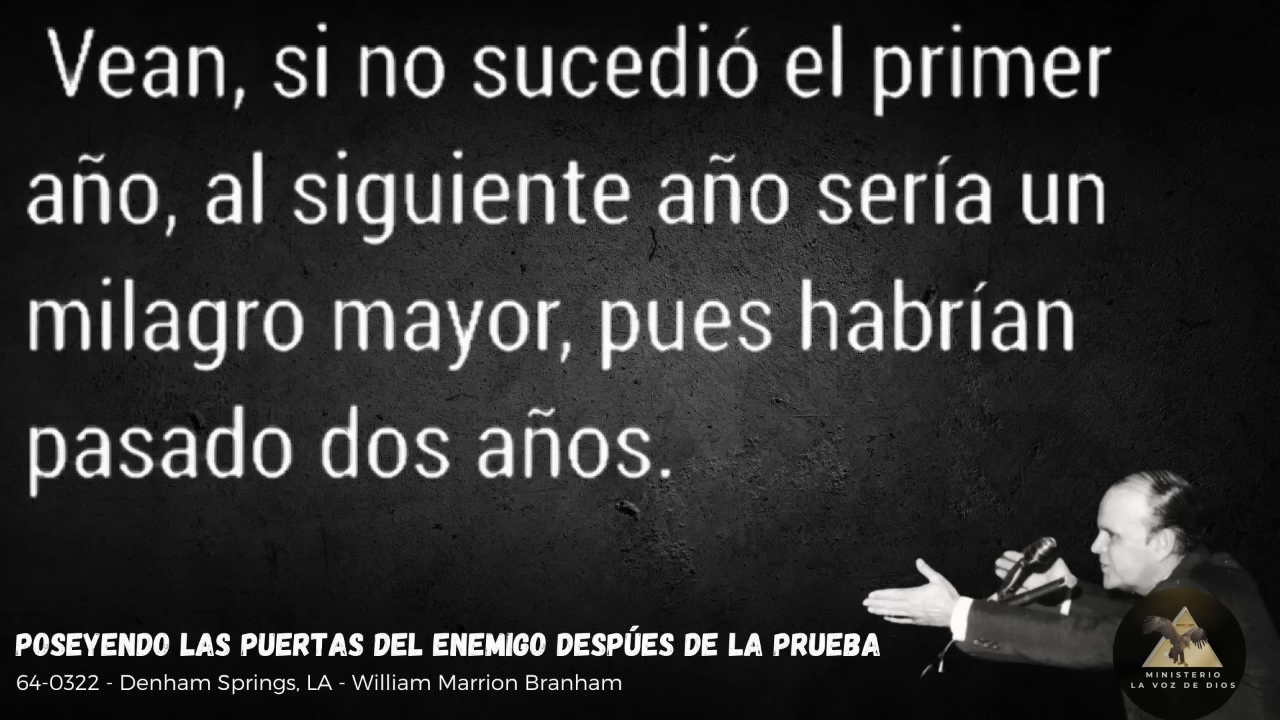 Vean, si no sucedió el primer
año, al siguiente año sería un
milagro mayor, pues habrían
pasado dos años.
POSEYENDO LAS PUERTAS DEL ENEMIGO DESPÚES DE LA PRUEBA
64-0322 - Denham Springs, LA - William Marrion Branham
MINISTERIO
LA VOZ DE DIOS